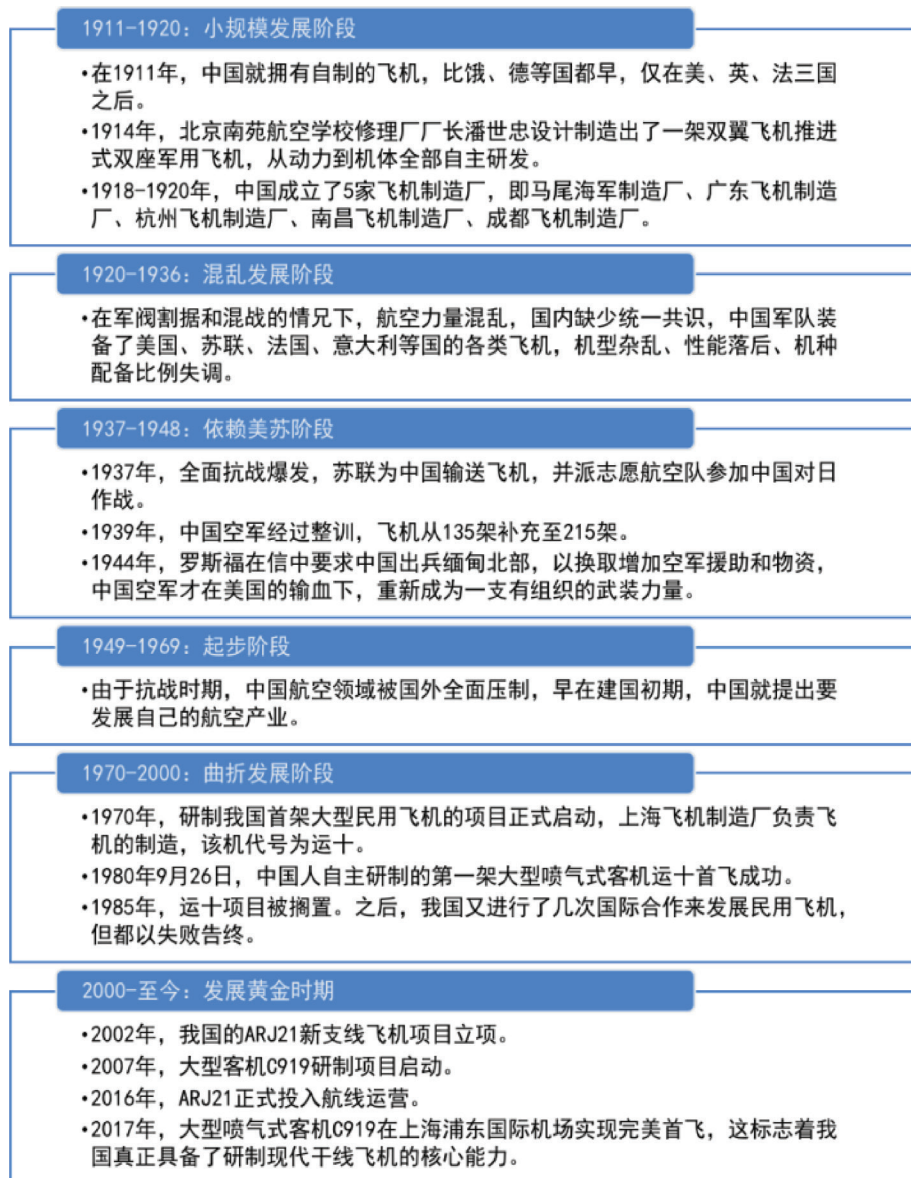 1911-1920：小规模发展阶段
•在1911年，中国就拥有自制的飞机，比饿、德等国都早，仅在美、英、法三国
之后。
•1914年，北京南苑航空学校修理厂厂长潘世忠设计制造出了一架双翼飞机推进
式双座军用飞机，从动力到机体全部自主研发。
•1918-1920年，中国成立了5家飞机制造厂，即马尾海军制造厂、广东飞机制造
厂、杭州飞机制造厂、南昌飞机制造厂、成都飞机制造厂。
1920-1936：混乱发展阶段
•在军阀割据和混战的情况下，航空力量混乱，国内缺少统一共识，中国军队装
备了美国、苏联、法国、意大利等国的各类飞机，机型杂乱、性能落后、机种
配备比例失调。
1937-1948：依赖美苏阶段
•1937年，全面抗战爆发，苏联为中国输送飞机，并派志愿航空队参加中国对日
作战。
•1939年，中国空军经过整训，飞机从135架补充至215架。
•1944年，罗斯福在信中要求中国出兵缅甸北部，以换取增加空军援助和物资，
中国空军才在美国的输血下，重新成为一支有组织的武装力量。
1949-1969：起步阶段
•由于抗战时期，中国航空领域被国外全面压制，早在建国初期，中国就提出要
发展自己的航空产业。
1970-2000：曲折发展阶段
•1970年，研制我国首架大型民用飞机的项目正式启动，上海飞机制造厂负责飞
机的制造，该机代号为运十。
•1980年9月26日，中国人自主研制的第一架大型喷气式客机运十首飞成功。
•1985年，运十项目被搁置。之后，我国又进行了几次国际合作来发展民用飞机，
但都以失败告终。
2000-至今：发展黄金时期
•2002年，我国的ARJ21新支线飞机项目立项。
•2007年，大型客机C919研制项目启动。
•2016年，ARJ21正式投入航线运营。
•2017年，大型喷气式客机C919在上海浦东国际机场实现完美首飞，这标志着我
国真正具备了研制现代干线飞机的核心能力。